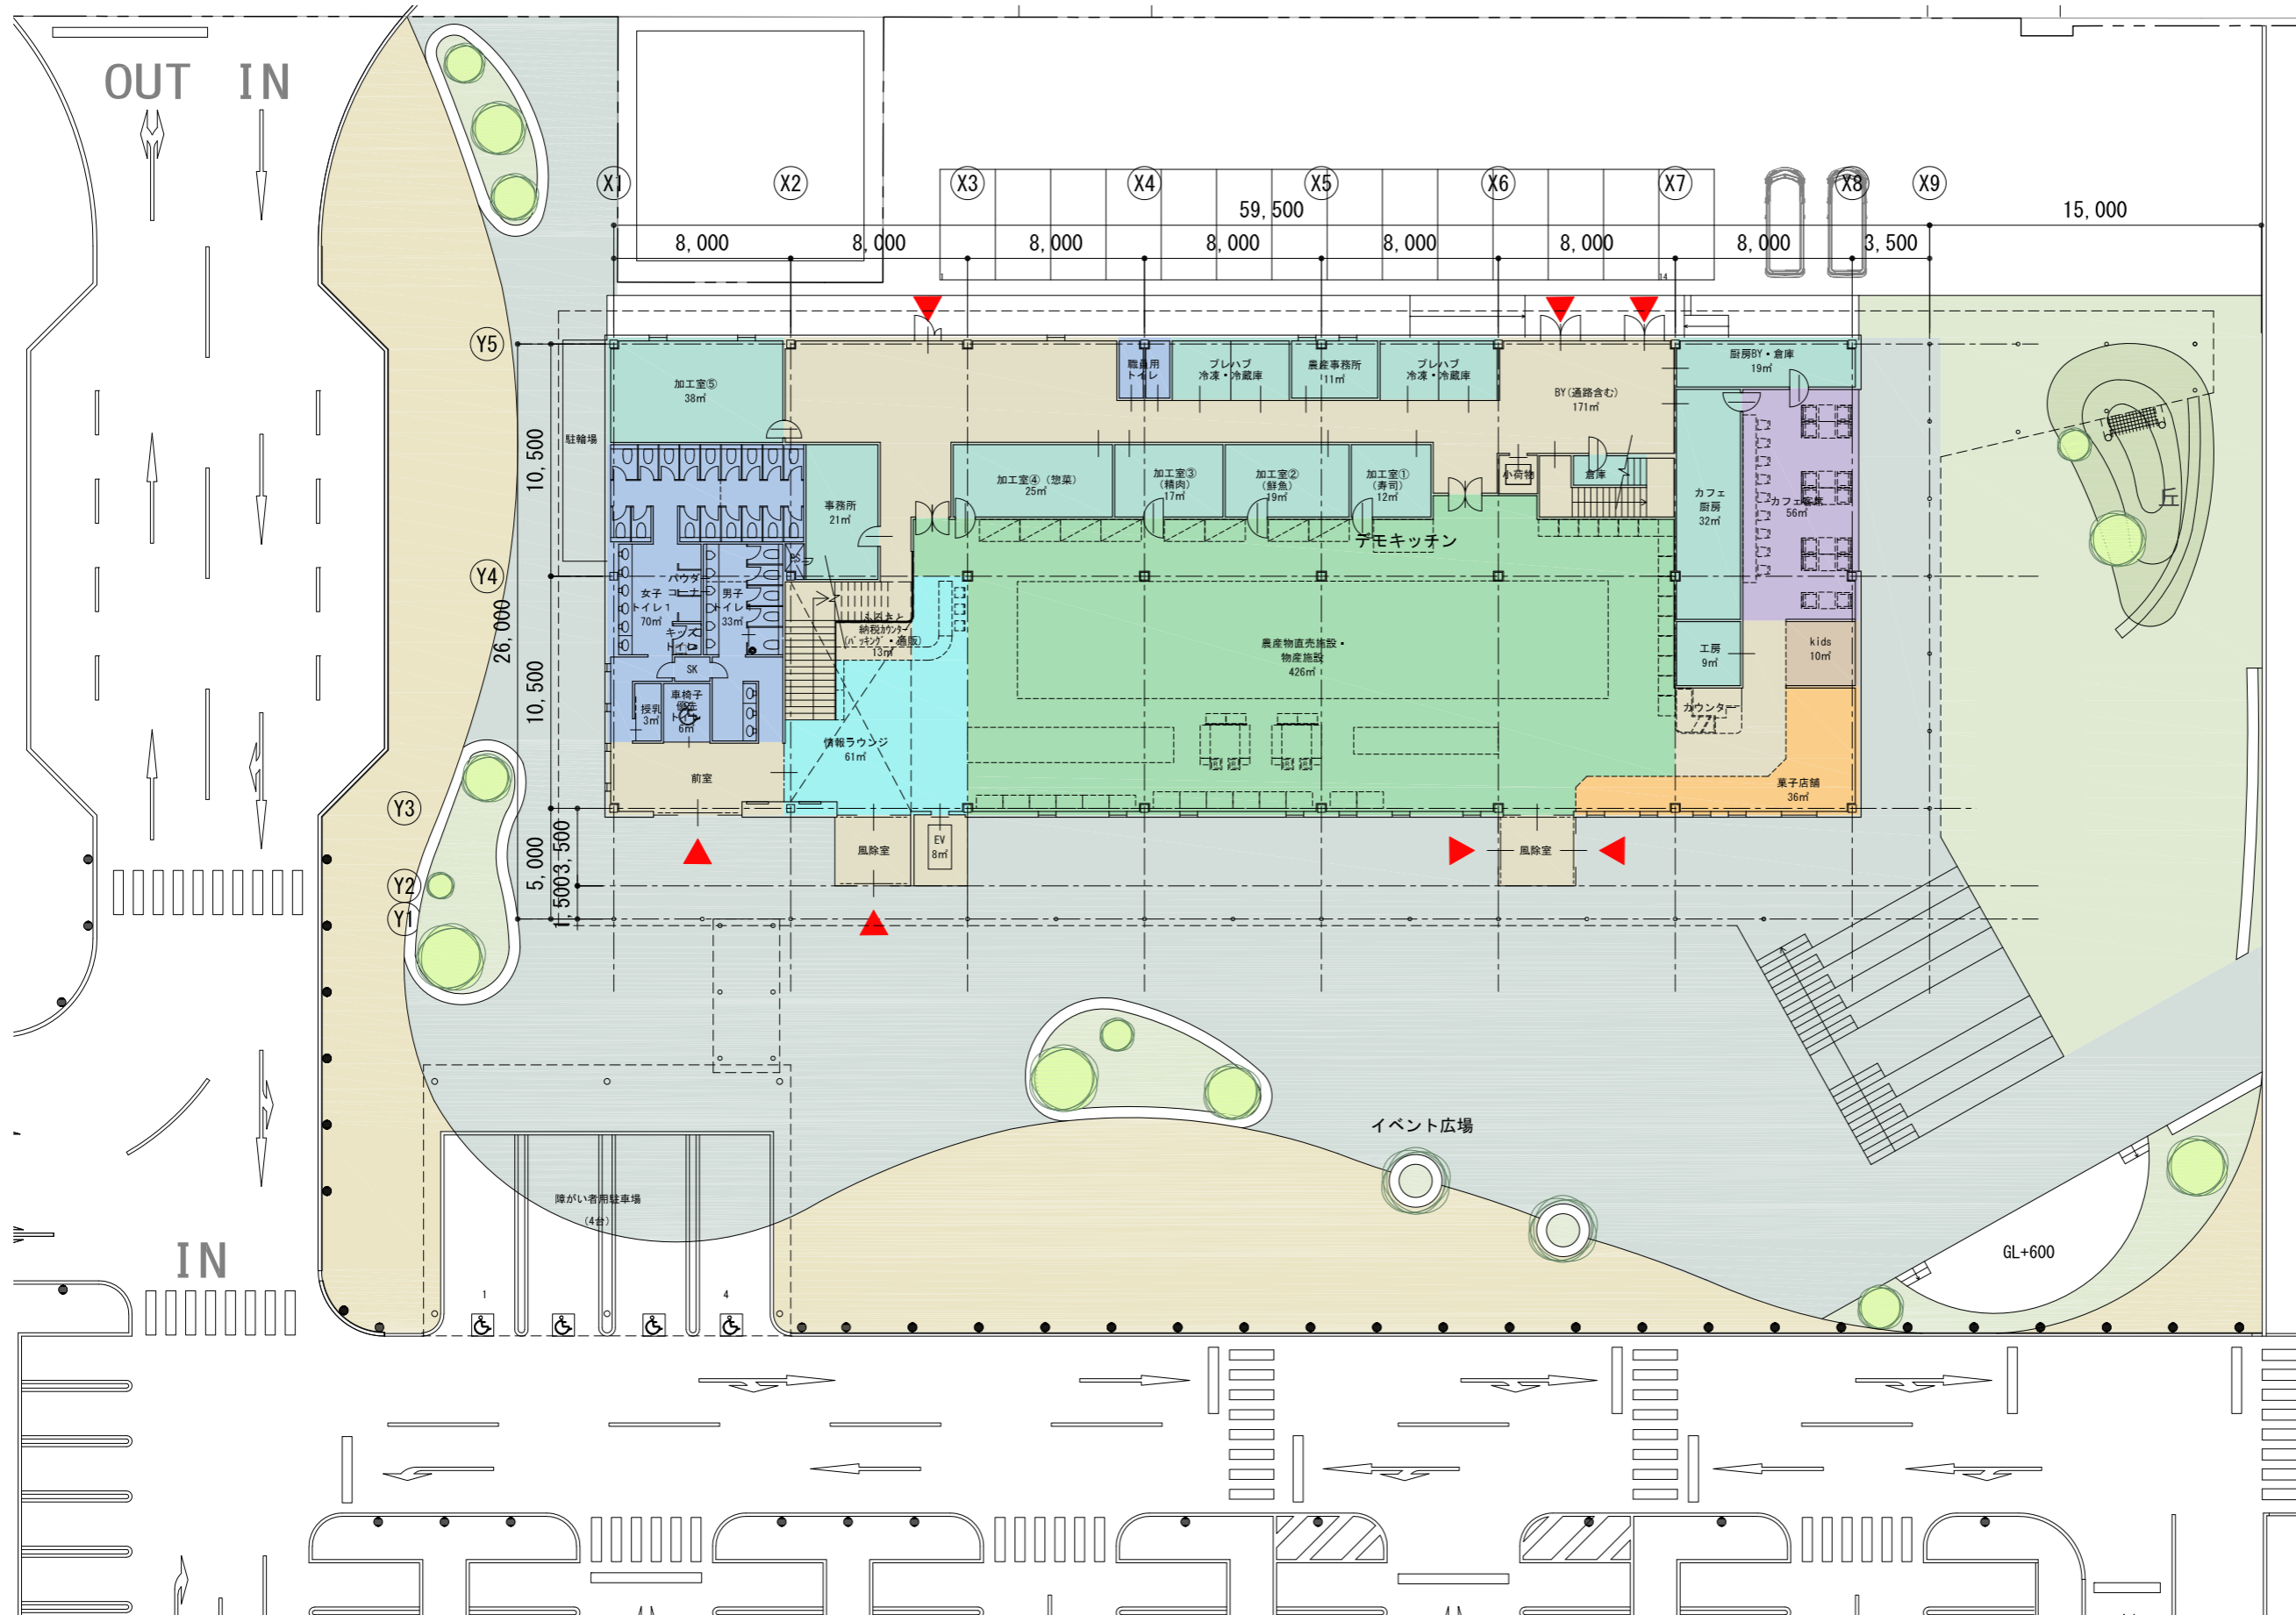 OUT IN
X1
X2
X3
X4
X5
X6
X7
X8
X9
59,500
15,000
8,000
8,000
8,000
8,000
8,000
8,000
8,000
3,500
1
14
Y5
Y4
Y3
Y2
Y1
10,500
10,500
26,000
5,000
3,500
1,500
駐輪場
加工室⑤
38㎡
職員用
トイレ
プレハブ
冷凍・冷蔵庫
農産事務所
11㎡
プレハブ
冷凍・冷蔵庫
BY(通路含む)
171㎡
厨房BY・倉庫
19㎡
事務所
21㎡
加工室④（惣菜）
25㎡
加工室③
（精肉）
17㎡
加工室②
（鮮魚）
19㎡
加工室①
（寿司）
12㎡
小荷物
倉庫
カフェ
厨房
32㎡
カフェ客席
56㎡
丘
デモキッチン
PS
パウダー
コーナー
女子
トイレ1
70㎡
男子
トイレ
33㎡
キッズ
トイレ
SK
授乳
3㎡
車椅子
優先
トイレ
6㎡
ふるさと
納税カウンター
(パッキング・通販)
13㎡
農産物直売施設・
物産施設
426㎡
工房
9㎡
kids
10㎡
カウンター
情報ラウンジ
61㎡
前室
菓子店舗
36㎡
風除室
EV
8㎡
風除室
イベント広場
障がい者用駐車場
（4台）
1
4
IN
GL+600